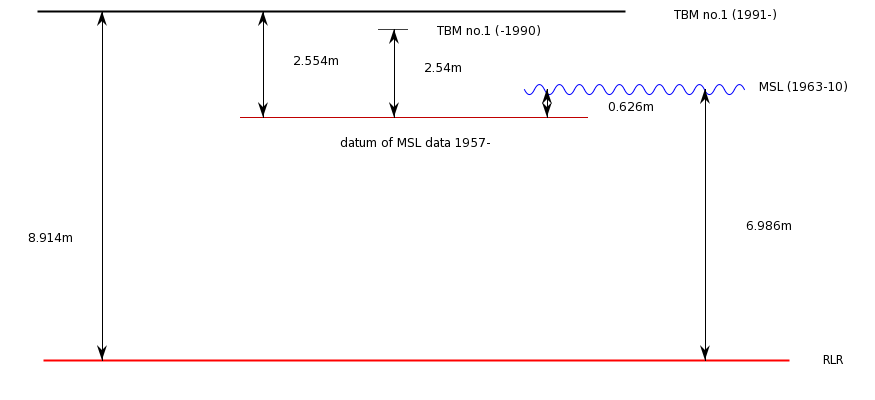 TBM no.1 (1991-)
TBM no.1 (-1990)
2.554m
2.54m
MSL (1963-10)
0.626m
datum of MSL data 1957-
6.986m
8.914m
RLR